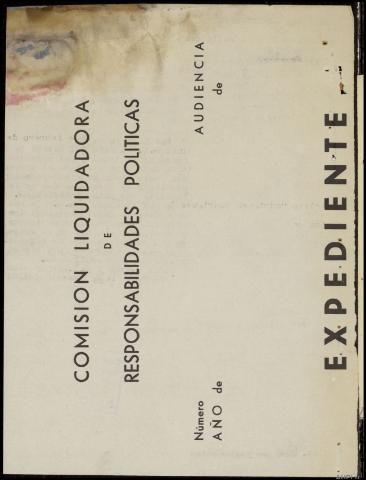 COMISION LIQUIDADORA
DE
RESPONSABILIDADES POLITICAS
Número
AÑO de
AUDIENCIA
de
EXPEDIENTE